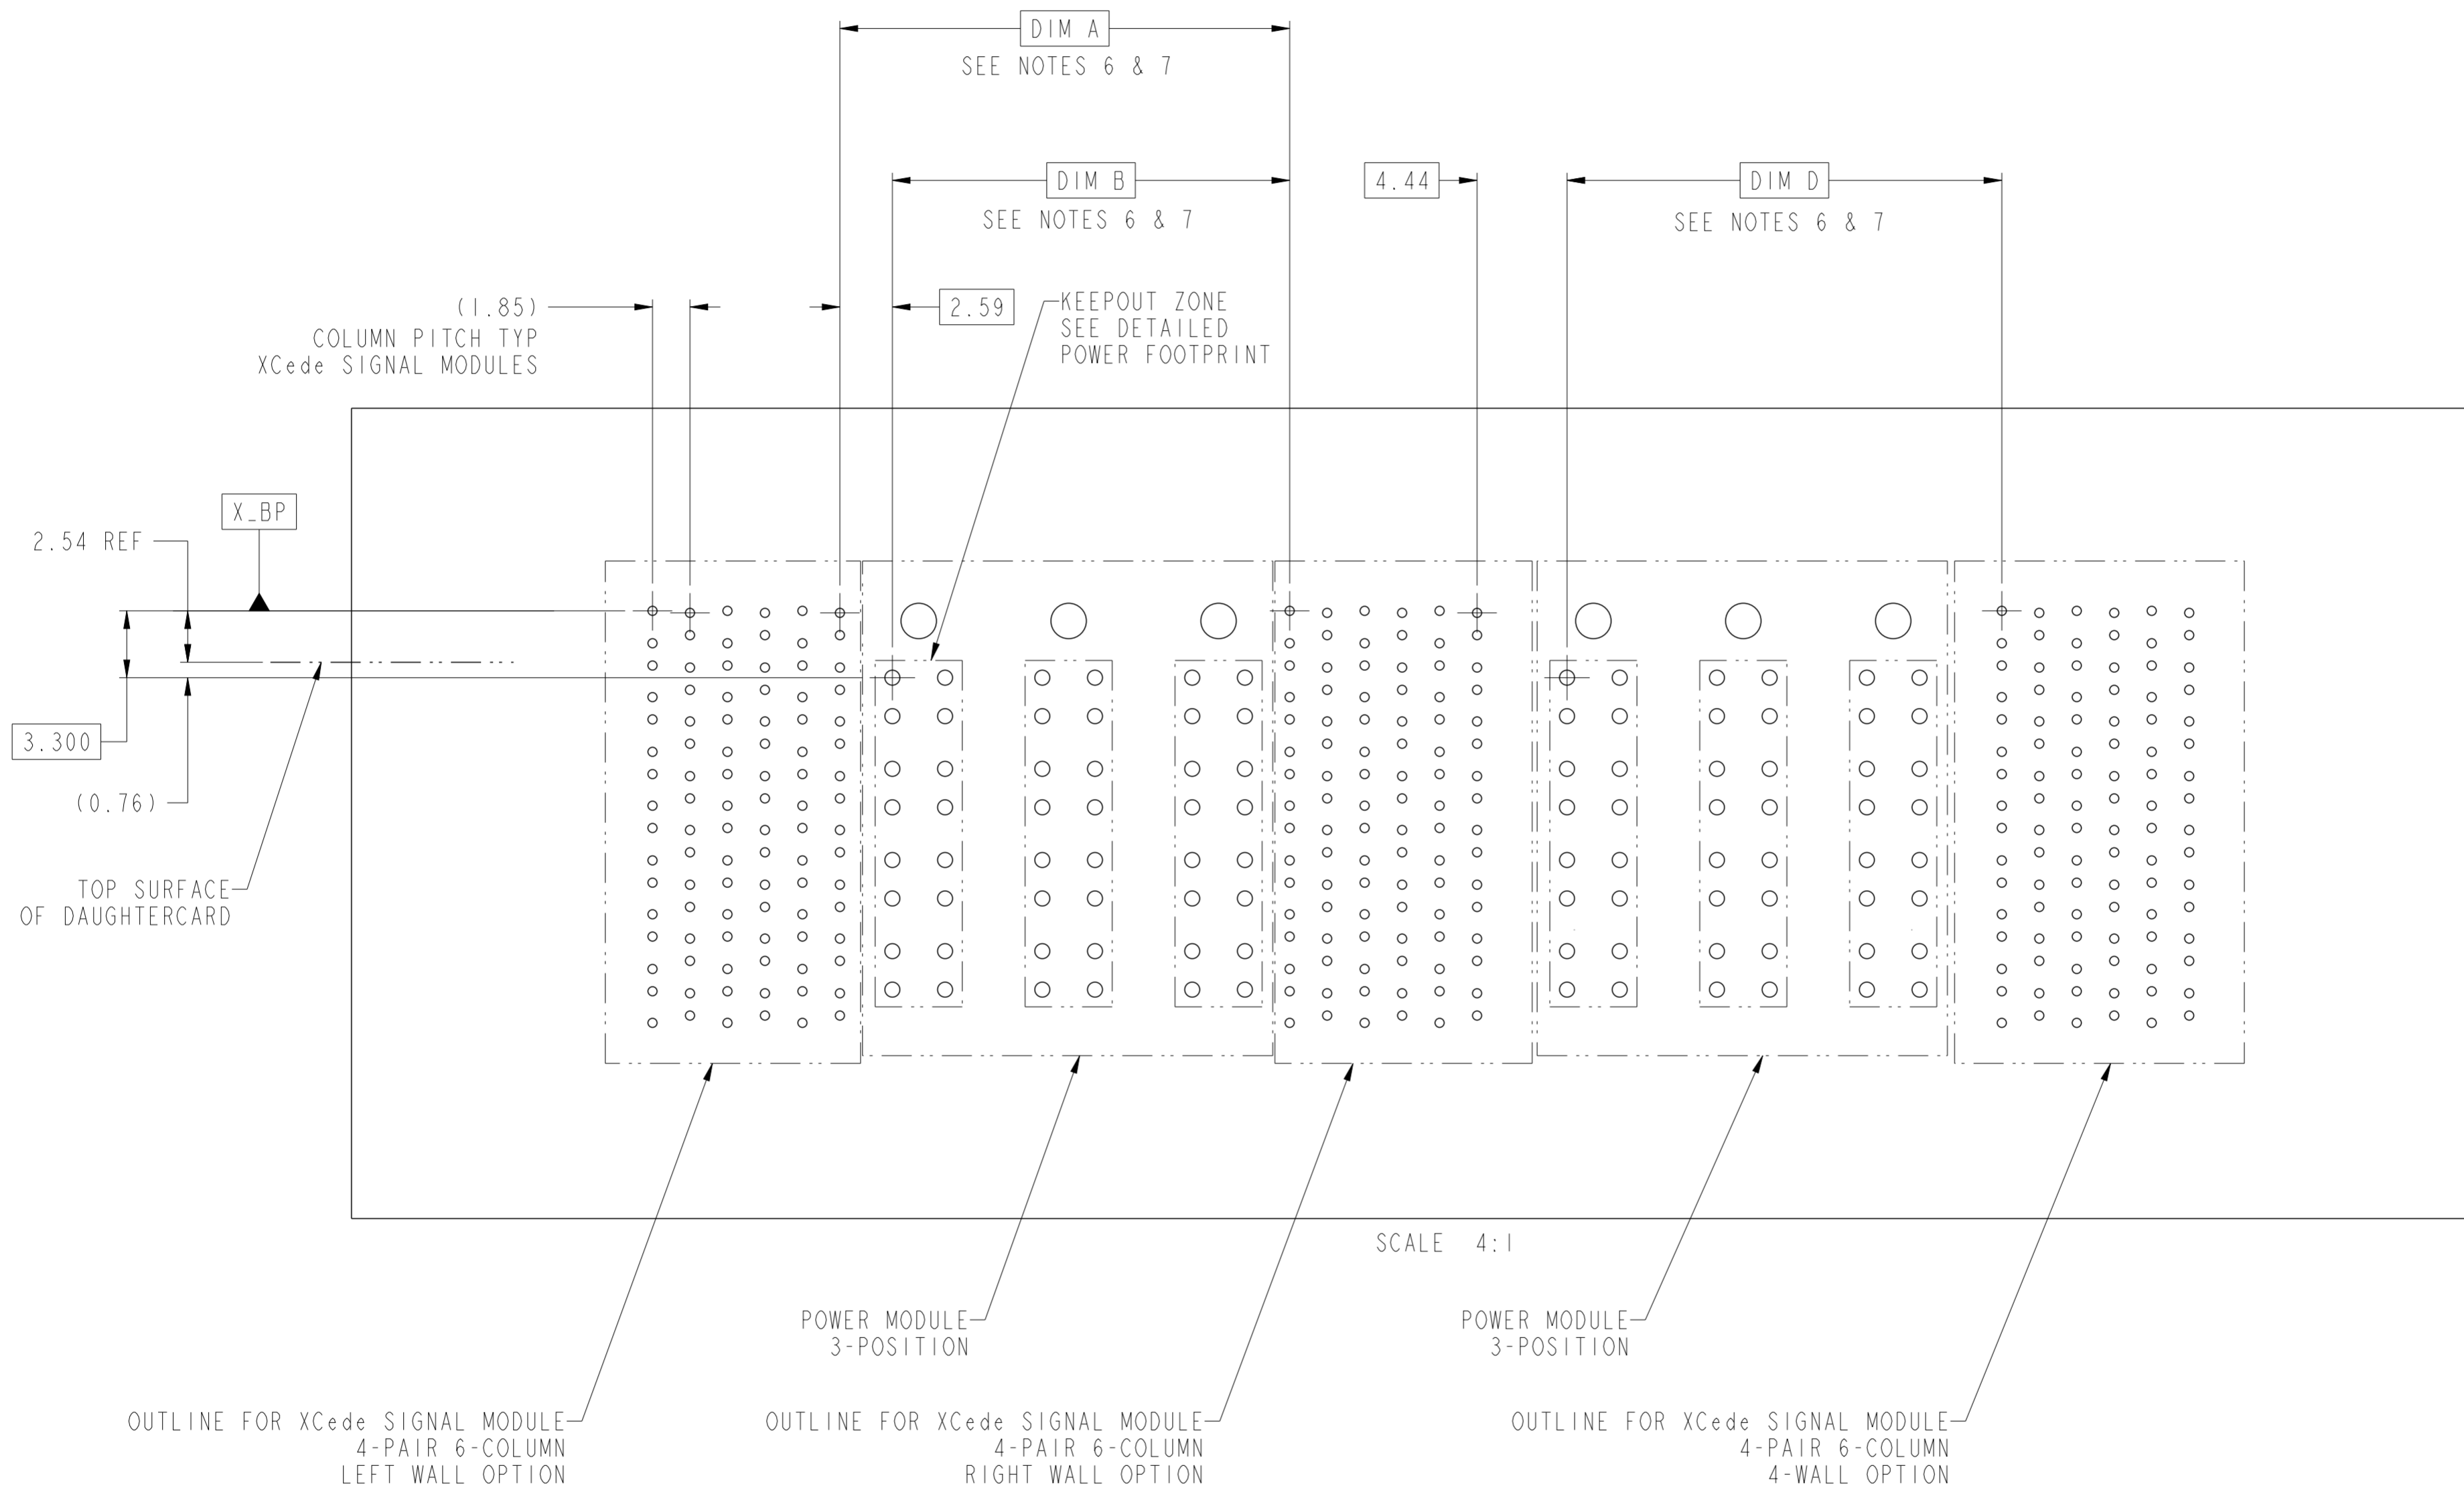 DIM A
SEE NOTES 6 & 7
DIM B
SEE NOTES 6 & 7
4.44
DIM D
SEE NOTES 6 & 7
(1.85)
COLUMN PITCH TYP
XCede SIGNAL MODULES
2.59
KEEPOUT ZONE
SEE DETAILED
POWER FOOTPRINT
X_BP
2.54 REF
3.300
(0.76)
TOP SURFACE
OF DAUGHTERCARD
SCALE 4:1
POWER MODULE
3-POSITION
POWER MODULE
3-POSITION
OUTLINE FOR XCede SIGNAL MODULE
4-PAIR 6-COLUMN
LEFT WALL OPTION
OUTLINE FOR XCede SIGNAL MODULE
4-PAIR 6-COLUMN
RIGHT WALL OPTION
OUTLINE FOR XCede SIGNAL MODULE
4-PAIR 6-COLUMN
4-WALL OPTION